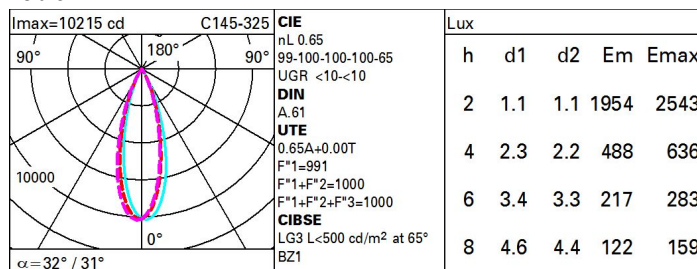 Imax=10215 cd C145-325
90° 180° 90°
10000
0°
α=32° / 31°
CIE
nL 0.65
99-100-100-100-65
UGR <10-<10
DIN
A.61
UTE
0.65A+0.00T
F"1=991
F"1+F"2=1000
F"1+F"2+F"3=1000
CIBSE
LG3 L<500 cd/m² at 65°
BZ1
Lux
h d1 d2 Em Emax
2 1.1 1.1 1954 2543
4 2.3 2.2 488 636
6 3.4 3.3 217 283
8 4.6 4.4 122 159